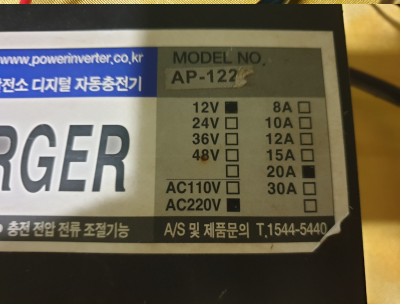 www.powerinverter.co.kr
전소 디지털 자동충전기
RGER
충전 전압 전류 조절기능
MODEL NO.
AP-122
12V ■ 8A □
24V □ 10A □
36V □ 12A □
48V □ 15A □
□ 20A ■
AC110V □ 30A □
AC220V ■
A/S 및 제품문의 T.1544-5440